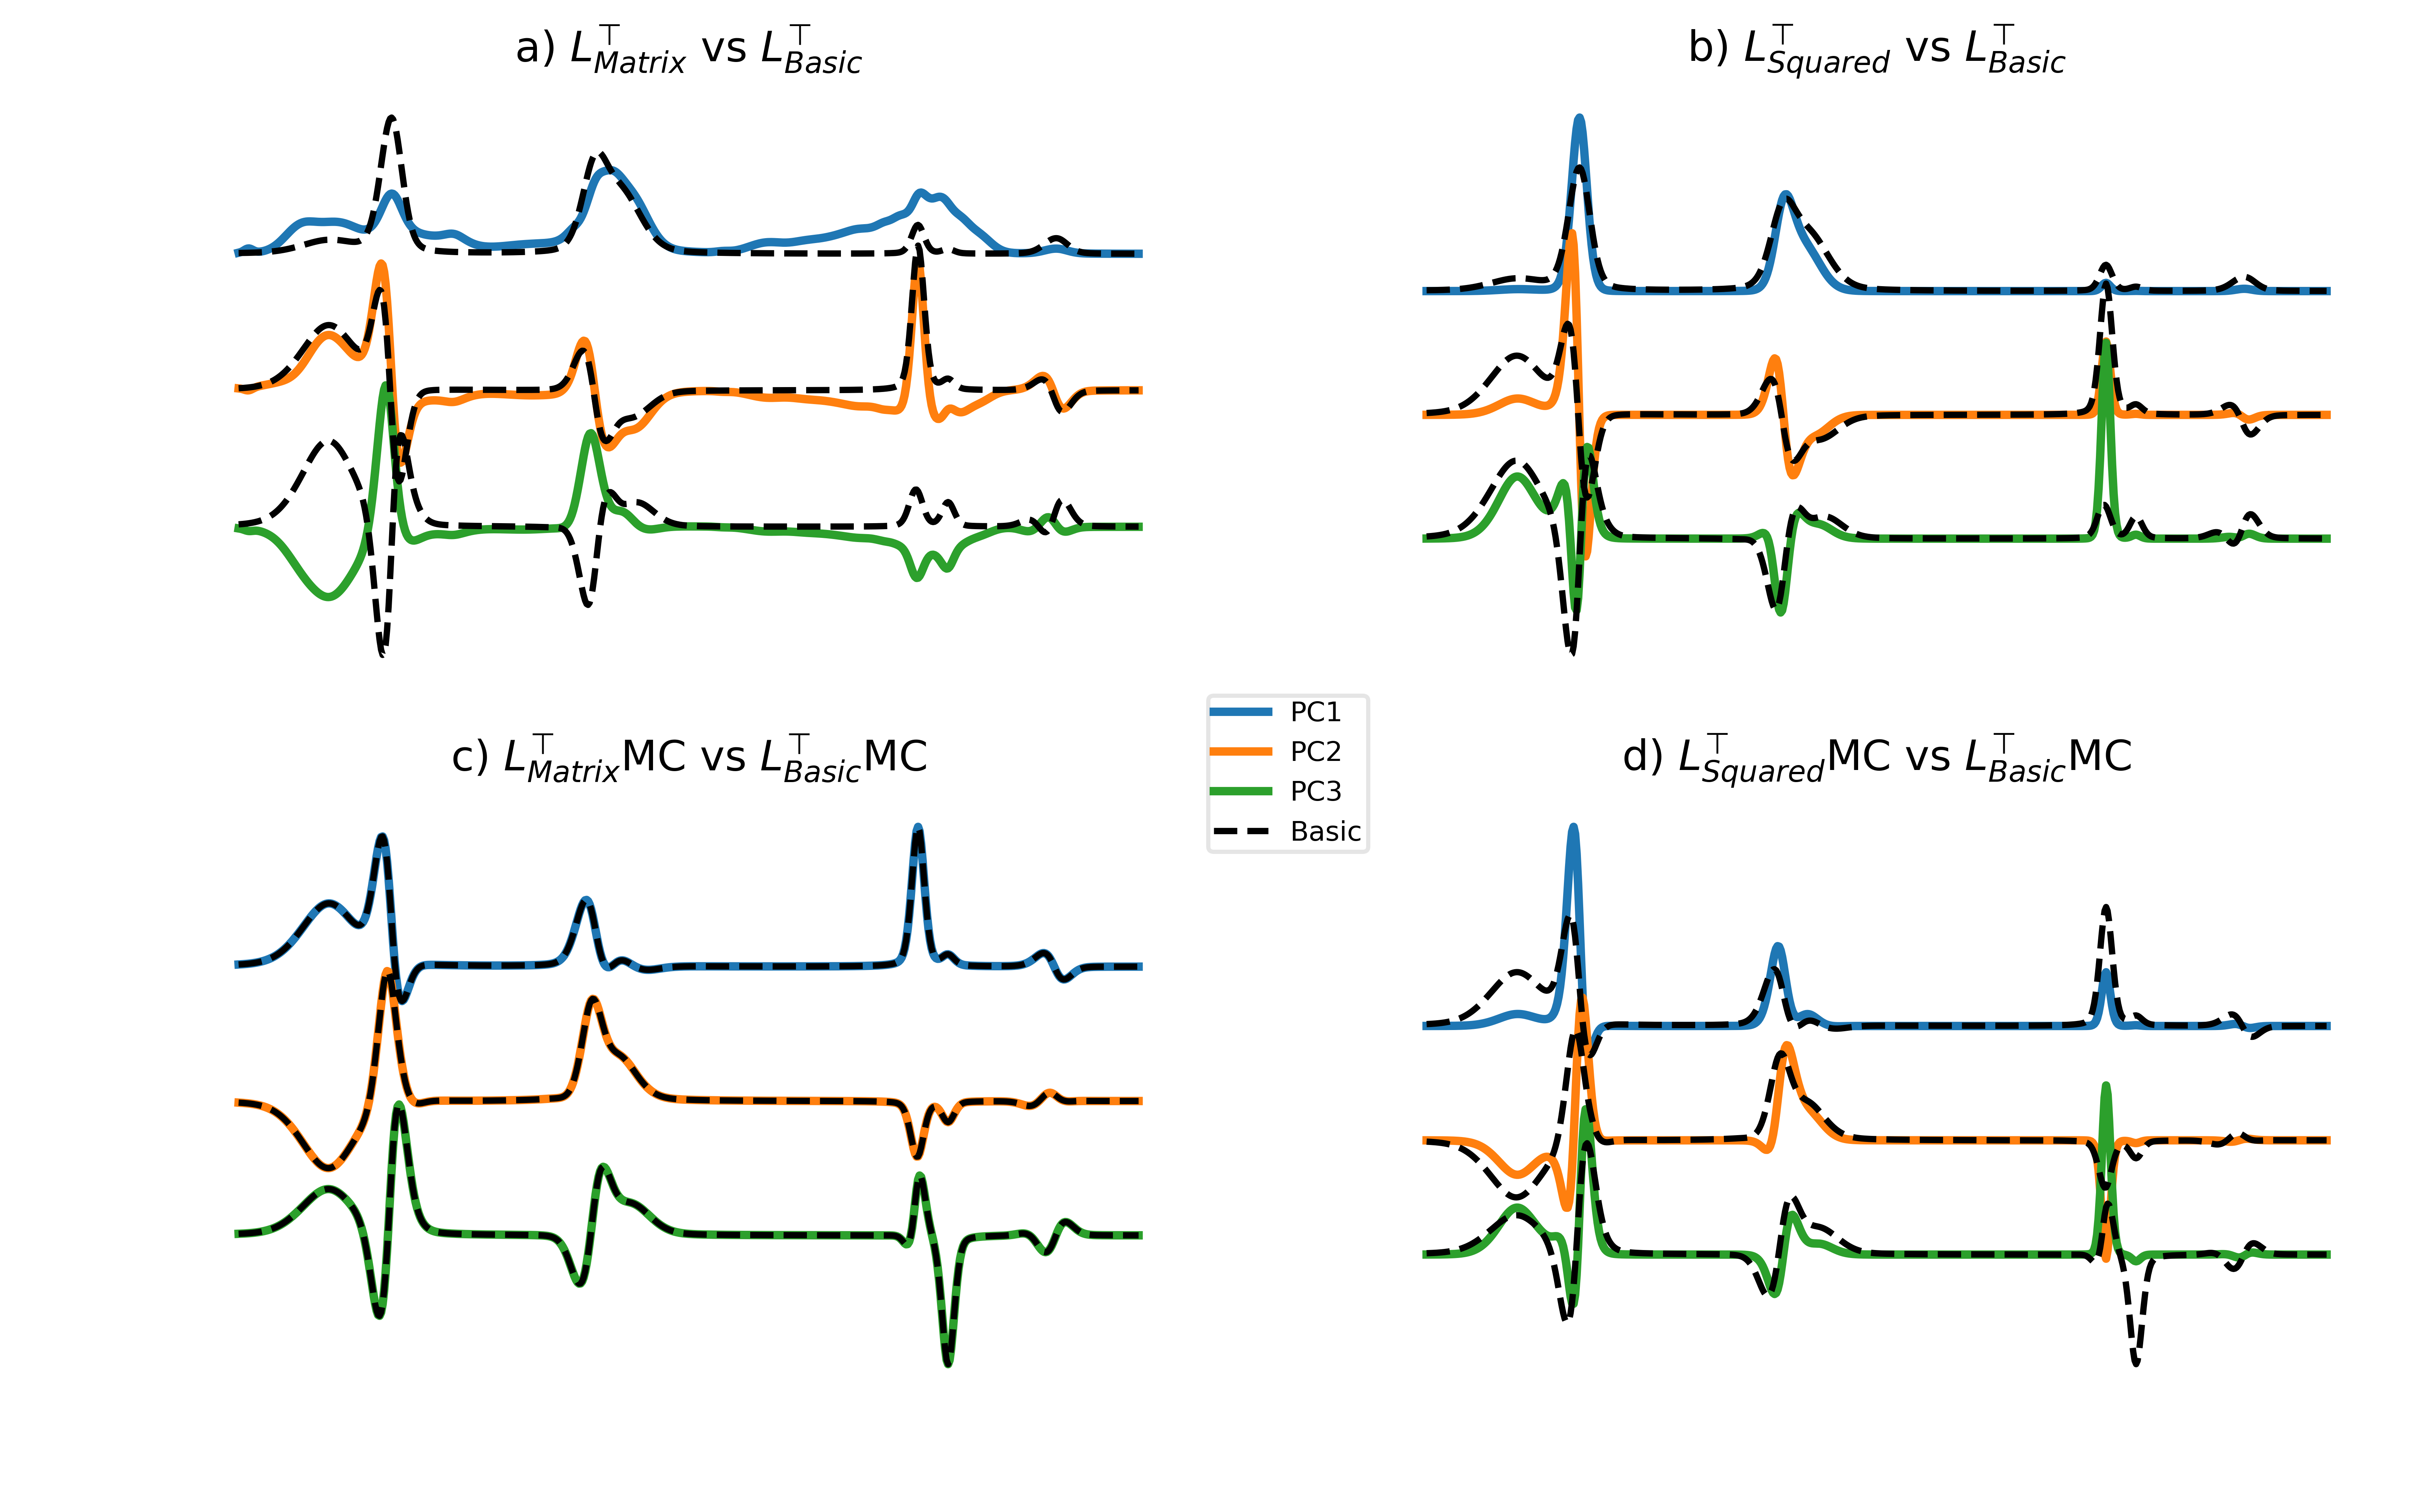 a) $L_{Matrix}^{\top}$ vs $L_{Basic}^{\top}$
b) $L_{Squared}^{\top}$ vs $L_{Basic}^{\top}$
PC1
PC2
PC3
Basic
c) $L_{Matrix}^{\top}$MC vs $L_{Basic}^{\top}$MC
d) $L_{Squared}^{\top}$MC vs $L_{Basic}^{\top}$MC